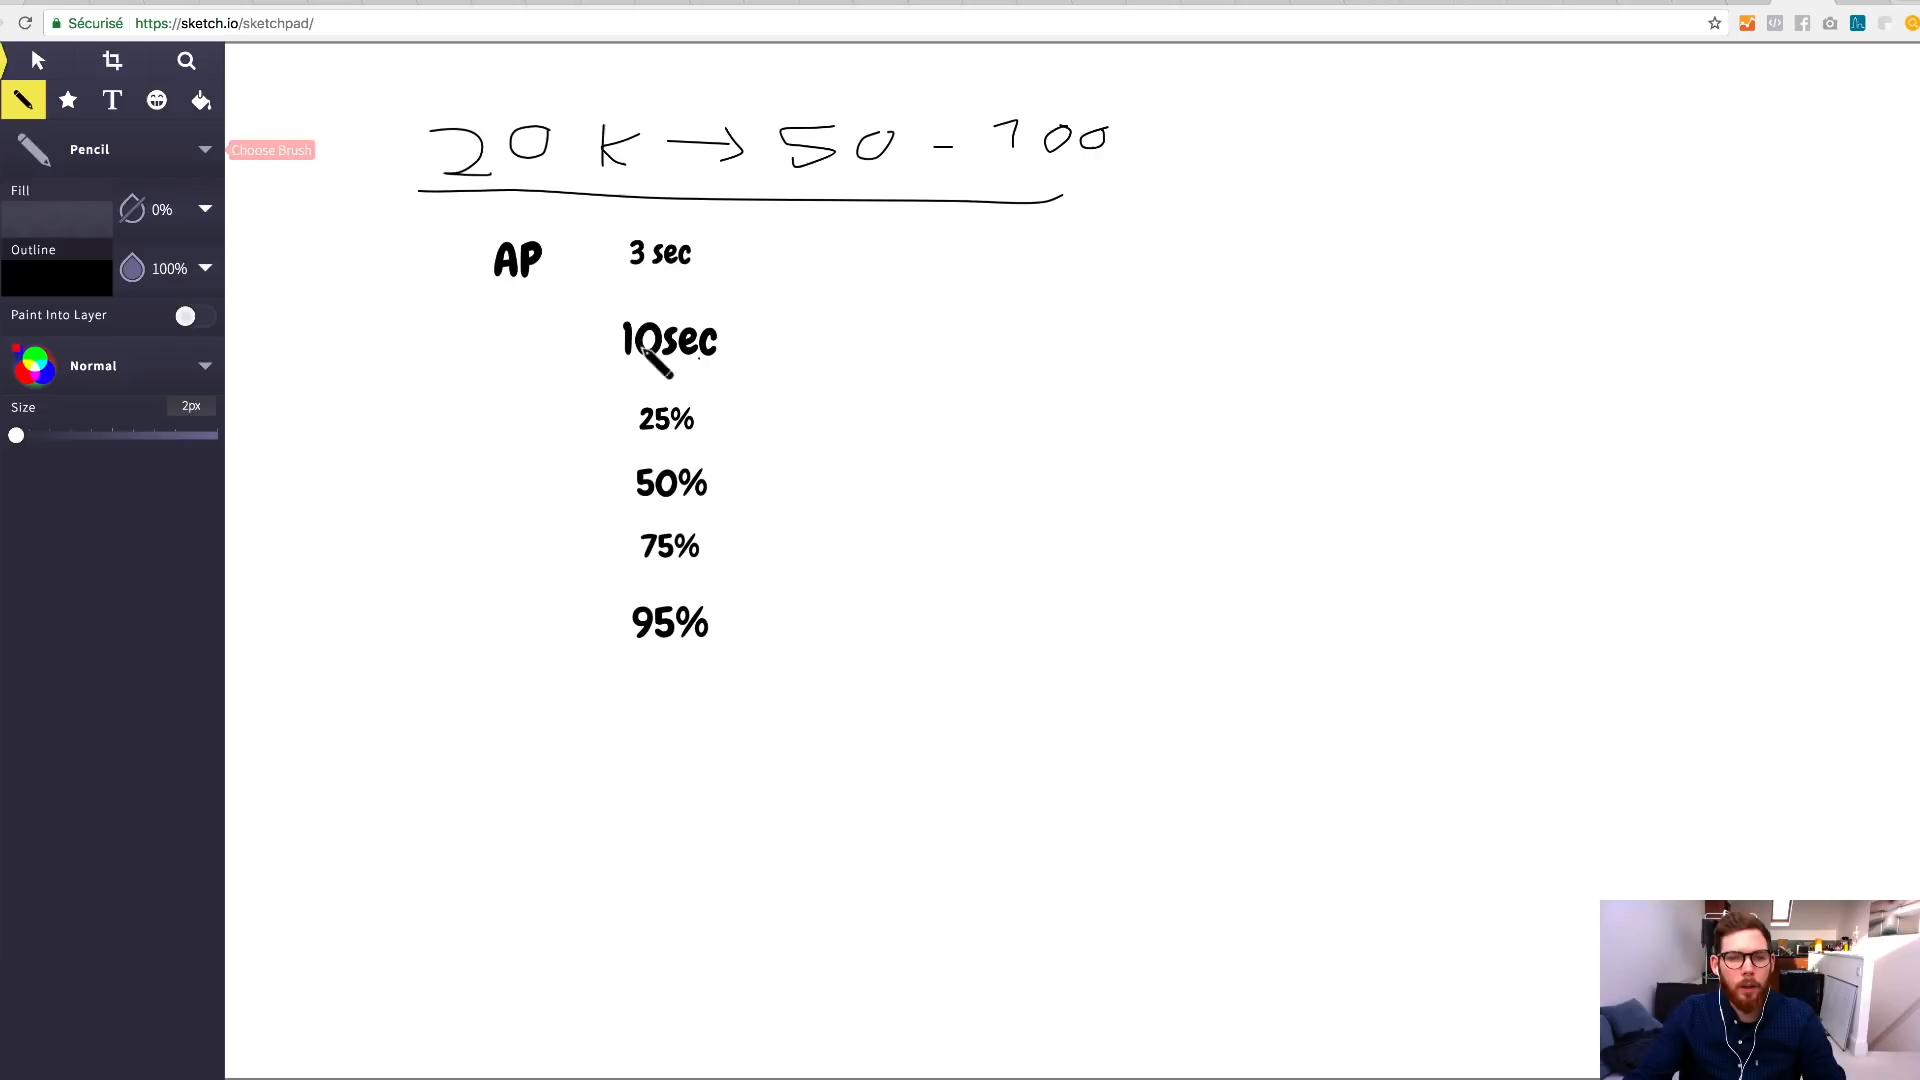 Sécurisé https://sketch.io/sketchpad/
Pencil
Choose Brush
Fill
0%
Outline
100%
Paint Into Layer
Normal
Size 2px
20 K → 50 - 100
AP 3 sec
10sec
25%
50%
75%
95%